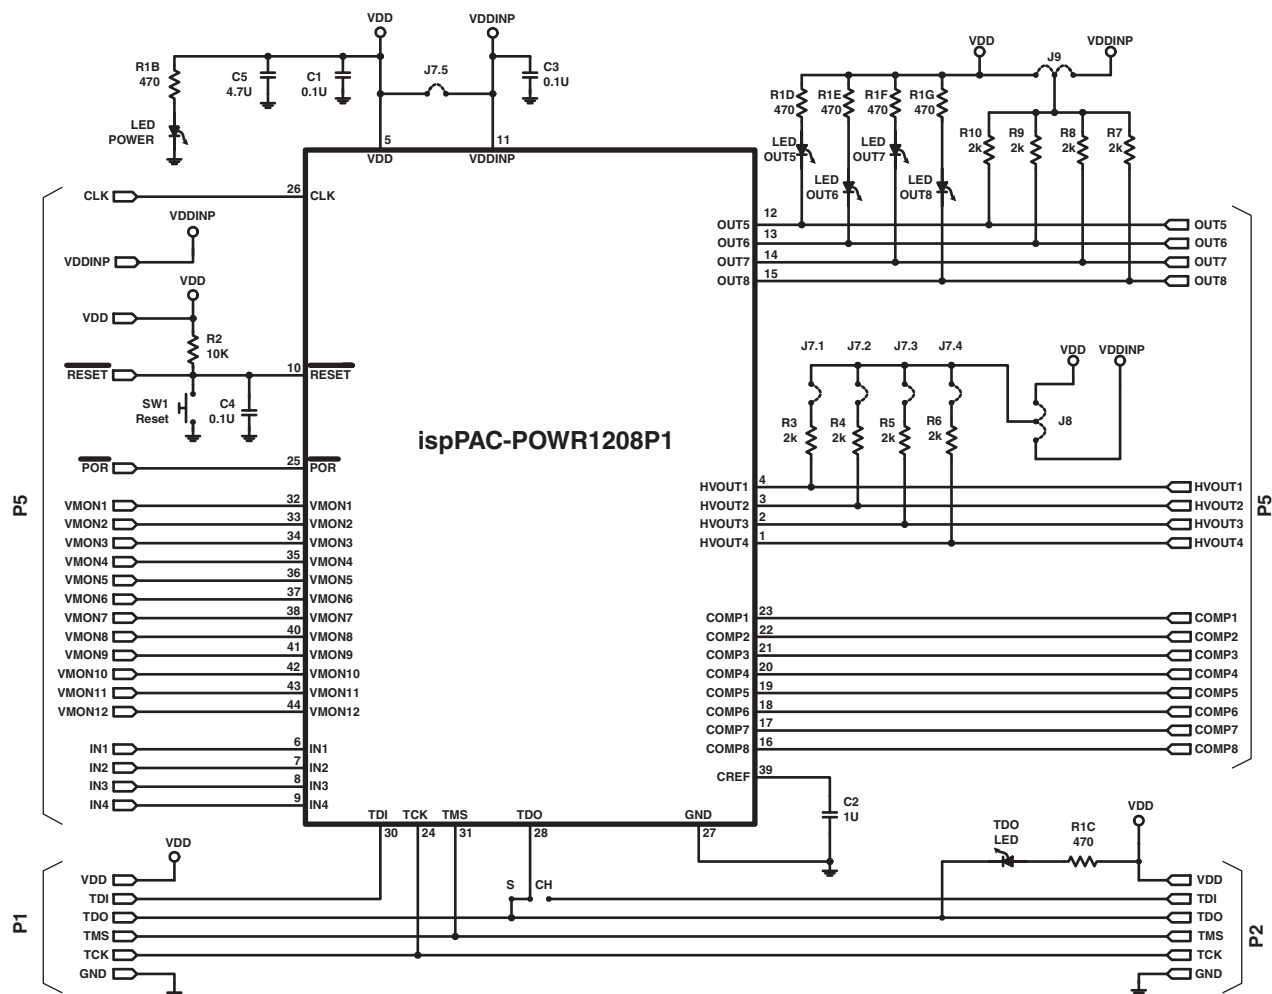 VDD
VDDINP
R1B
470
C5
4.7U
C1
0.1U
J7.5
C3
0.1U
LED
POWER
5
VDD
11
VDDINP
VDD
J9
VDDINP
R1D
470
R1E
470
R1F
470
R1G
470
R10
2k
R9
2k
R8
2k
R7
2k
LED
OUT5
LED
OUT7
LED
OUT6
LED
OUT8
P5
CLK
26
CLK
VDDINP
VDDINP
VDD
VDD
R2
10K
RESET
10
RESET
SW1
Reset
C4
0.1U
POR
25
POR
VMON1 32 VMON1
VMON2 33 VMON2
VMON3 34 VMON3
VMON4 35 VMON4
VMON5 36 VMON5
VMON6 37 VMON6
VMON7 38 VMON7
VMON8 40 VMON8
VMON9 41 VMON9
VMON10 42 VMON10
VMON11 43 VMON11
VMON12 44 VMON12
IN1 6 IN1
IN2 7 IN2
IN3 8 IN3
IN4 9 IN4
ispPAC-POWR1208P1
OUT5 12 OUT5
OUT6 13 OUT6
OUT7 14 OUT7
OUT8 15 OUT8
J7.1
J7.2
J7.3
J7.4
VDD
VDDINP
R3
2k
R4
2k
R5
2k
R6
2k
J8
HVOUT1 4 HVOUT1
HVOUT2 3 HVOUT2
HVOUT3 2 HVOUT3
HVOUT4 1 HVOUT4
P5
COMP1 23 COMP1
COMP2 22 COMP2
COMP3 21 COMP3
COMP4 20 COMP4
COMP5 19 COMP5
COMP6 18 COMP6
COMP7 17 COMP7
COMP8 16 COMP8
CREF 39
C2
1U
TDI
30
TCK
24
TMS
31
TDO
28
GND
27
S
CH
TDO
LED
R1C
470
VDD
P1
VDD
VDD
TDI
TDO
TMS
TCK
GND
VDD
TDI
TDO
TMS
TCK
GND
P2